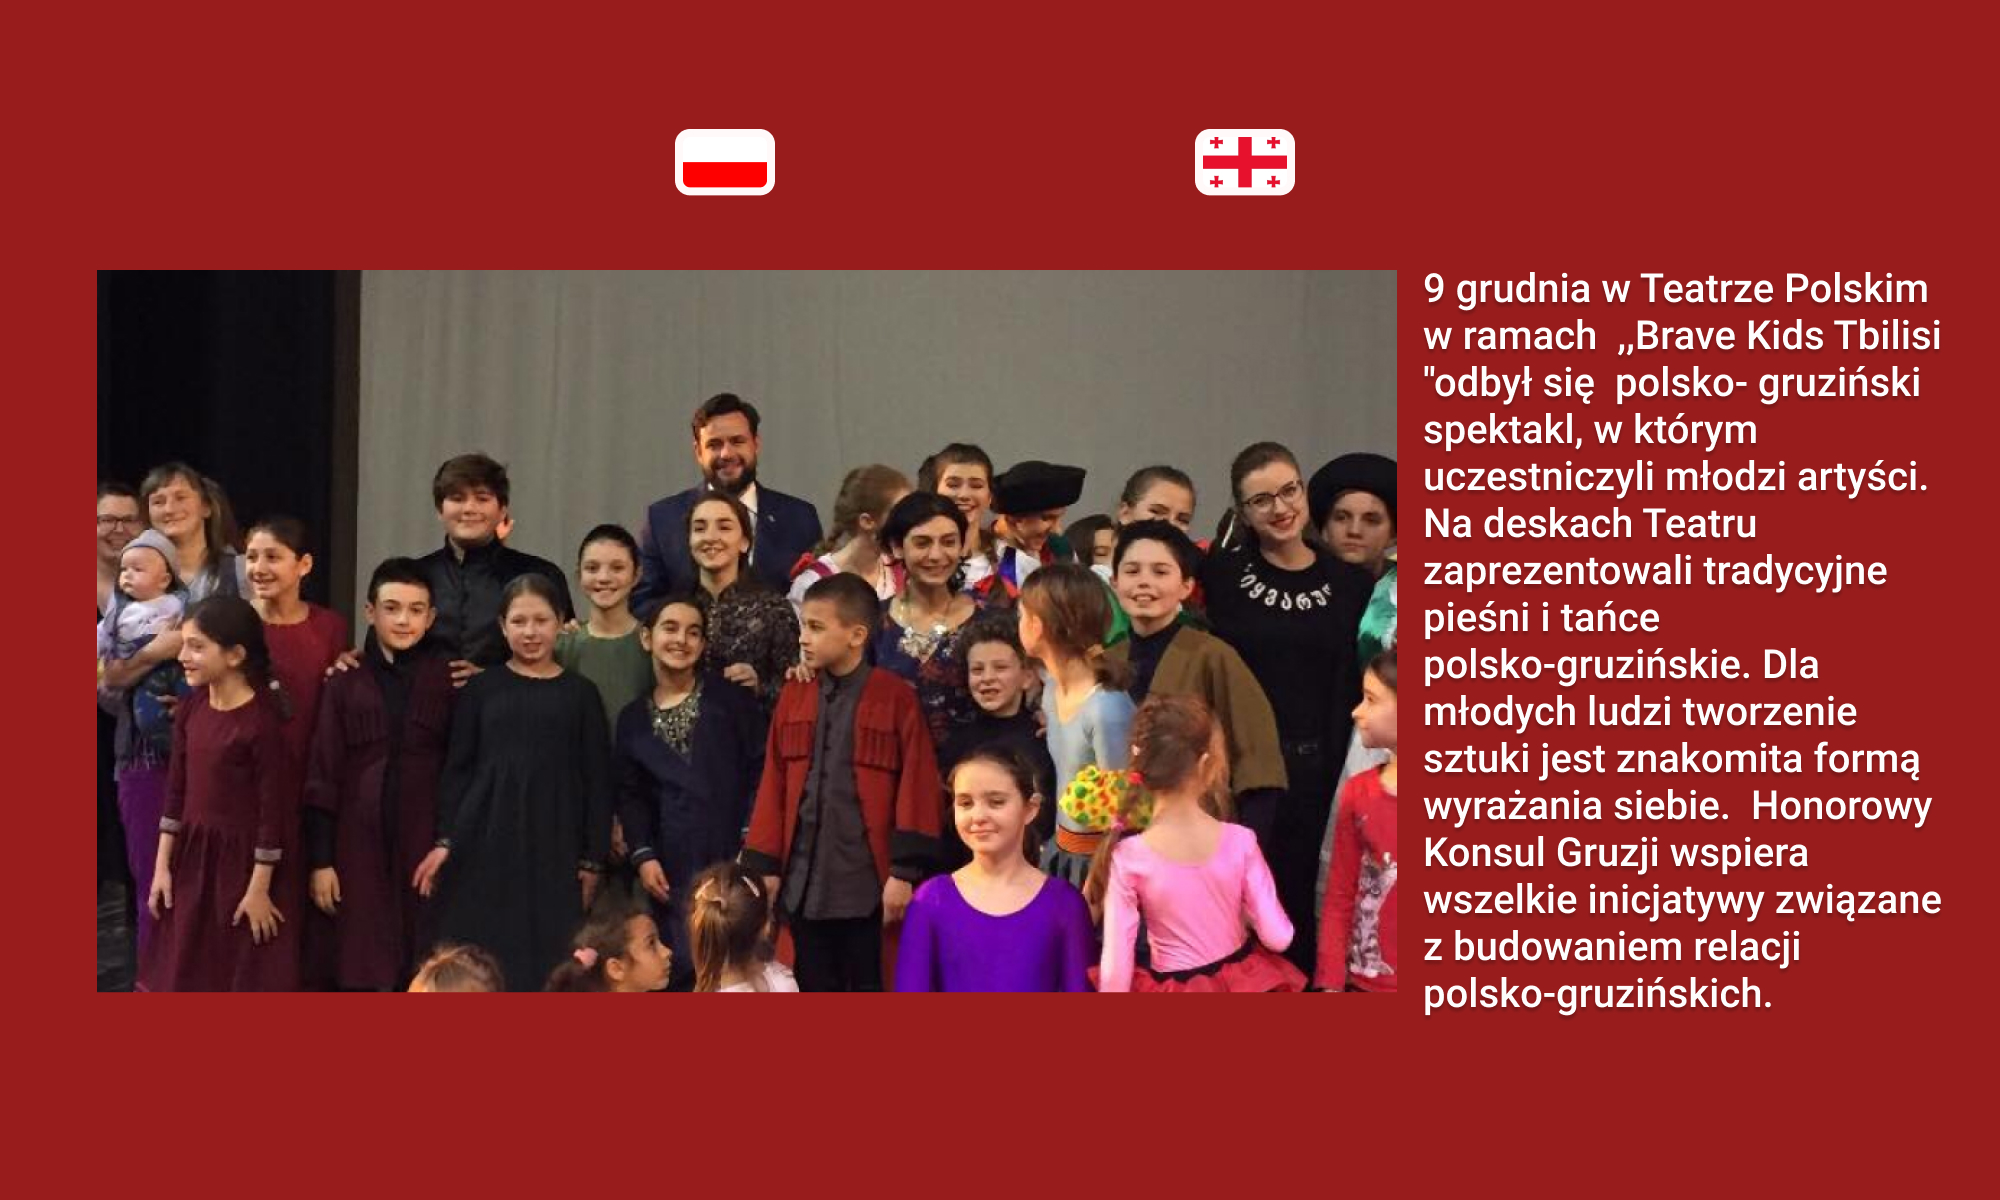 9 grudnia w Teatrze Polskim
w ramach  ,,Brave Kids Tbilisi
"odbył się  polsko- gruziński
spektakl, w którym
uczestniczyli młodzi artyści.
Na deskach Teatru
zaprezentowali tradycyjne
pieśni i tańce
polsko-gruzińskie. Dla
młodych ludzi tworzenie
sztuki jest znakomita formą
wyrażania siebie.  Honorowy
Konsul Gruzji wspiera
wszelkie inicjatywy związane
z budowaniem relacji
polsko-gruzińskich.